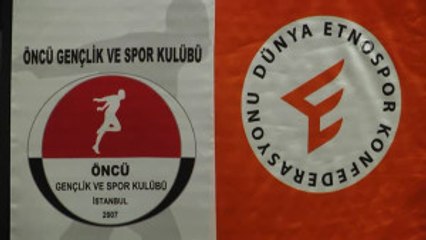 ÖNCÜ GENÇLİK VE SPOR KULÜBÜ
ÖNCÜ
GENÇLİK VE SPOR KULÜBÜ
İSTANBUL
2007
DÜNYA ETNOSPOR KONFEDERASYONU